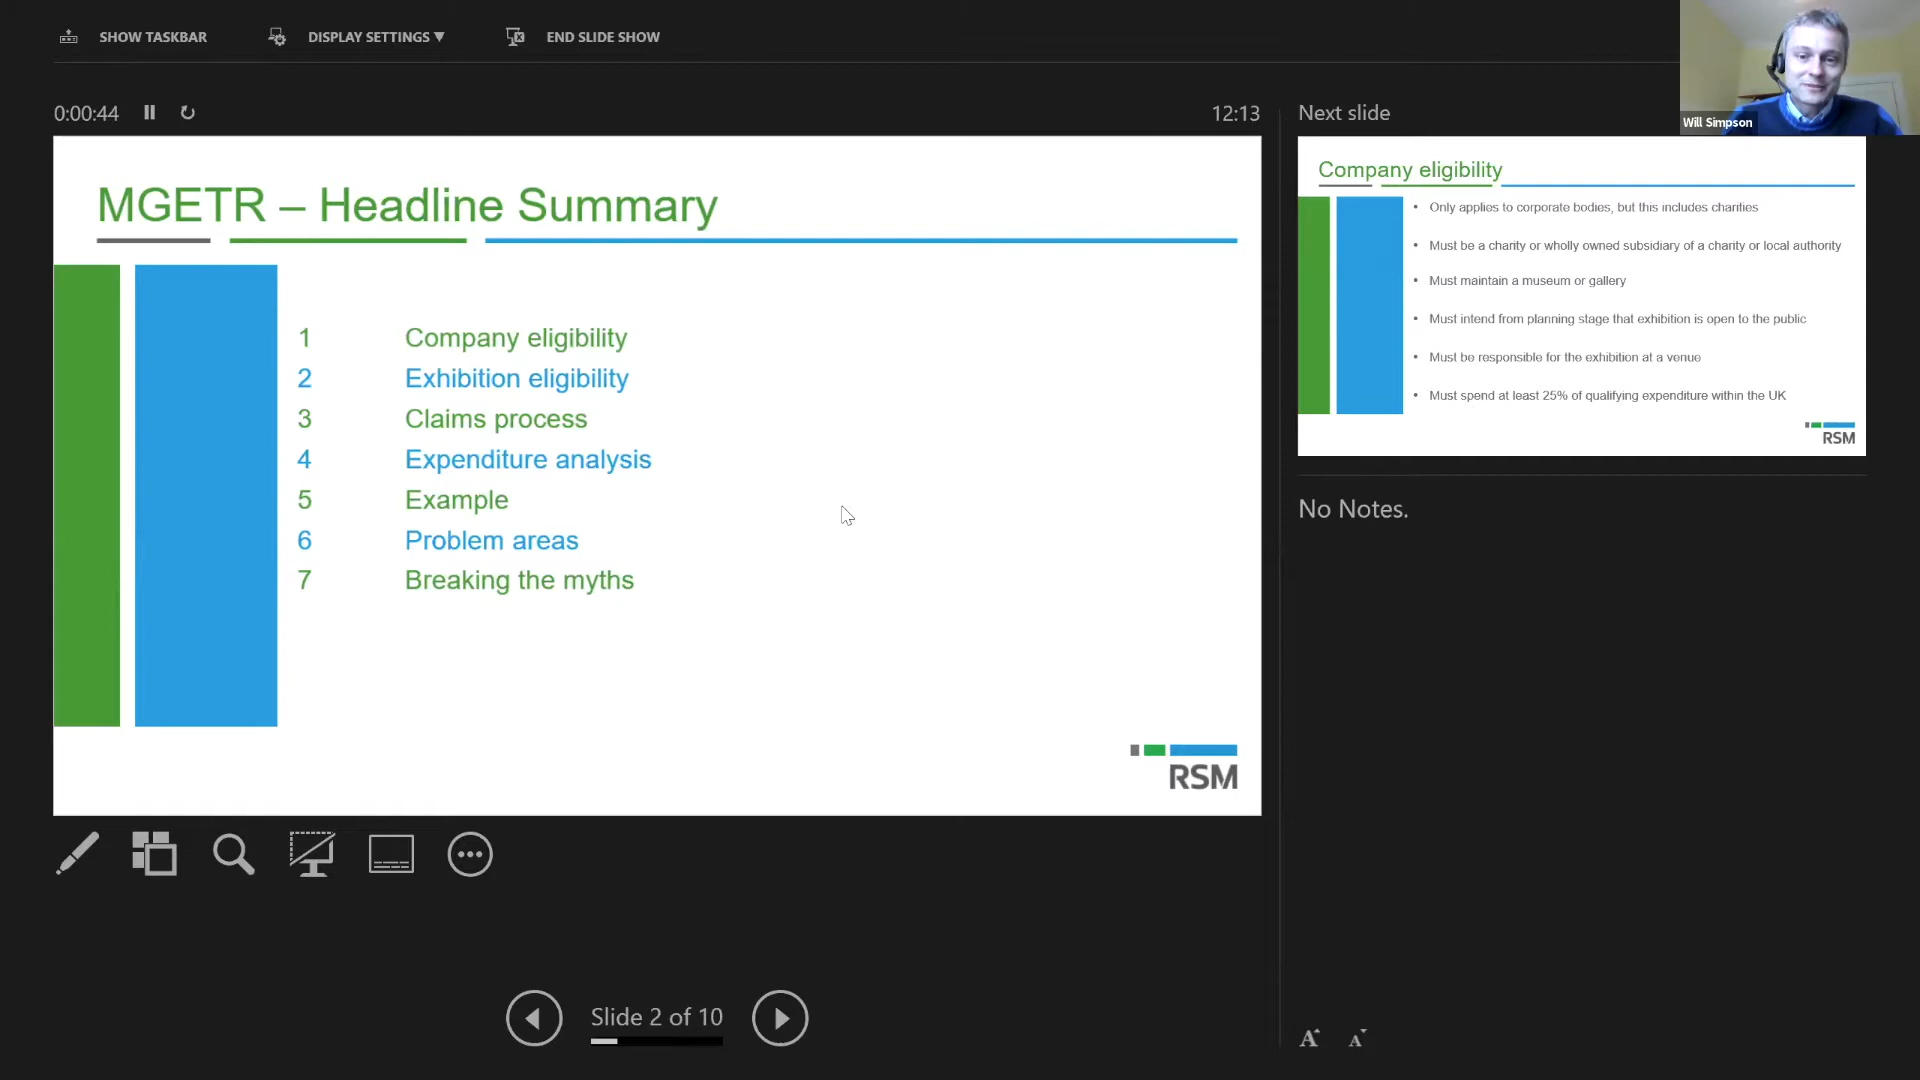 SHOW TASKBAR
DISPLAY SETTINGS ▼
END SLIDE SHOW
Will Simpson
0:00:44
12:13
Next slide
MGETR – Headline Summary
1 Company eligibility
2 Exhibition eligibility
3 Claims process
4 Expenditure analysis
5 Example
6 Problem areas
7 Breaking the myths
RSM
Company eligibility
• Only applies to corporate bodies, but this includes charities
• Must be a charity or wholly owned subsidiary of a charity or local authority
• Must maintain a museum or gallery
• Must intend from planning stage that exhibition is open to the public
• Must be responsible for the exhibition at a venue
• Must spend at least 25% of qualifying expenditure within the UK
RSM
No Notes.
Slide 2 of 10
A A